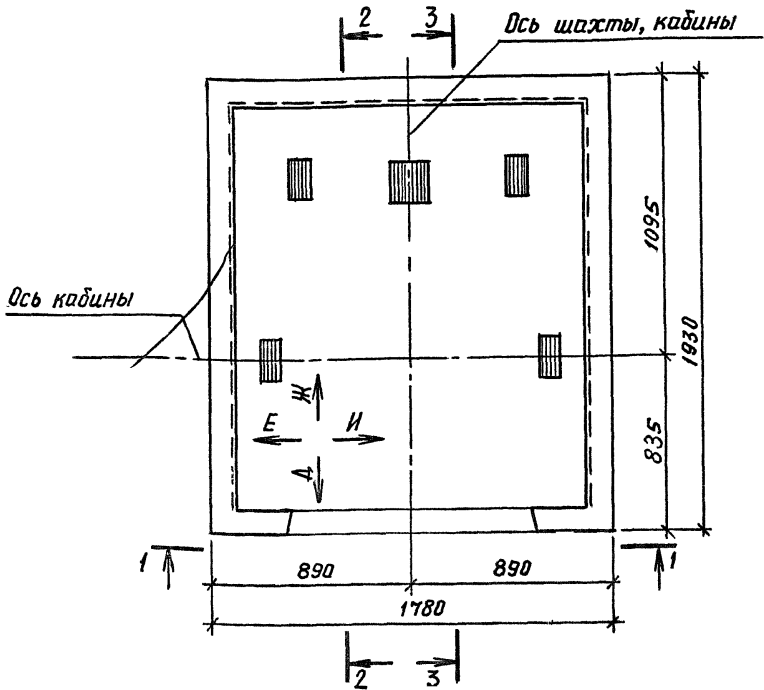 2 3
Ось шахты, кабины
1095
Ось кабины
1930
Ж
Е И
Д
835
1 1
890 890
1780
2 3